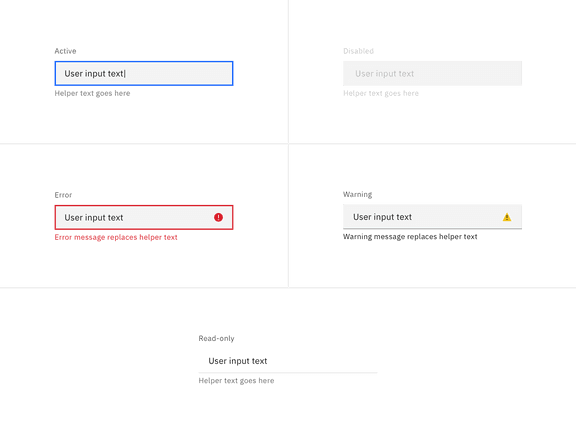 Active
User input text
Helper text goes here
Disabled
User input text
Helper text goes here
Error
User input text
Error message replaces helper text
Warning
User input text
Warning message replaces helper text
Read-only
User input text
Helper text goes here